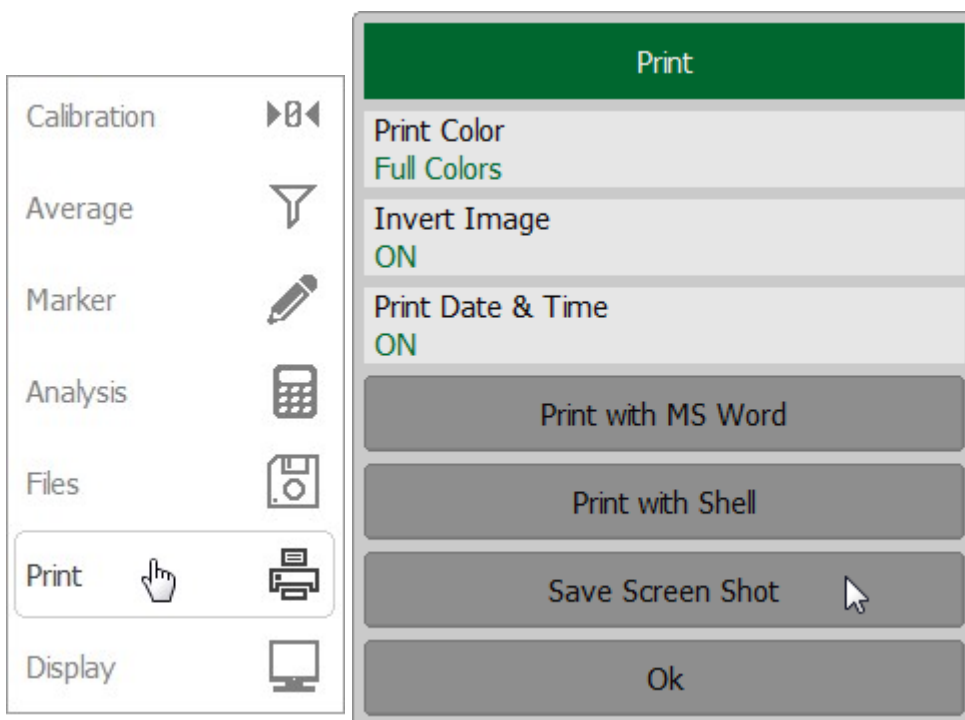 Calibration
Average
Marker
Analysis
Files
Print
Display
Print
Print Color
Full Colors
Invert Image
ON
Print Date & Time
ON
Print with MS Word
Print with Shell
Save Screen Shot
Ok